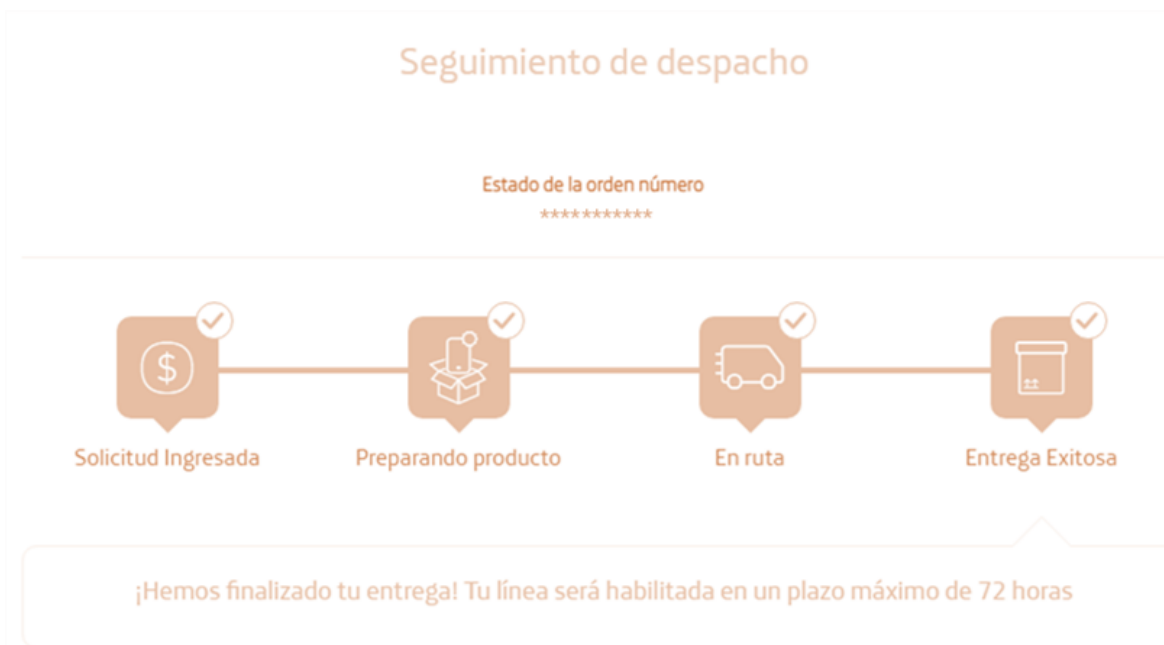 Seguimiento de despacho
Estado de la orden número
***********
$
Solicitud Ingresada
Preparando producto
En ruta
Entrega Exitosa
¡Hemos finalizado tu entrega! Tu línea será habilitada en un plazo máximo de 72 horas